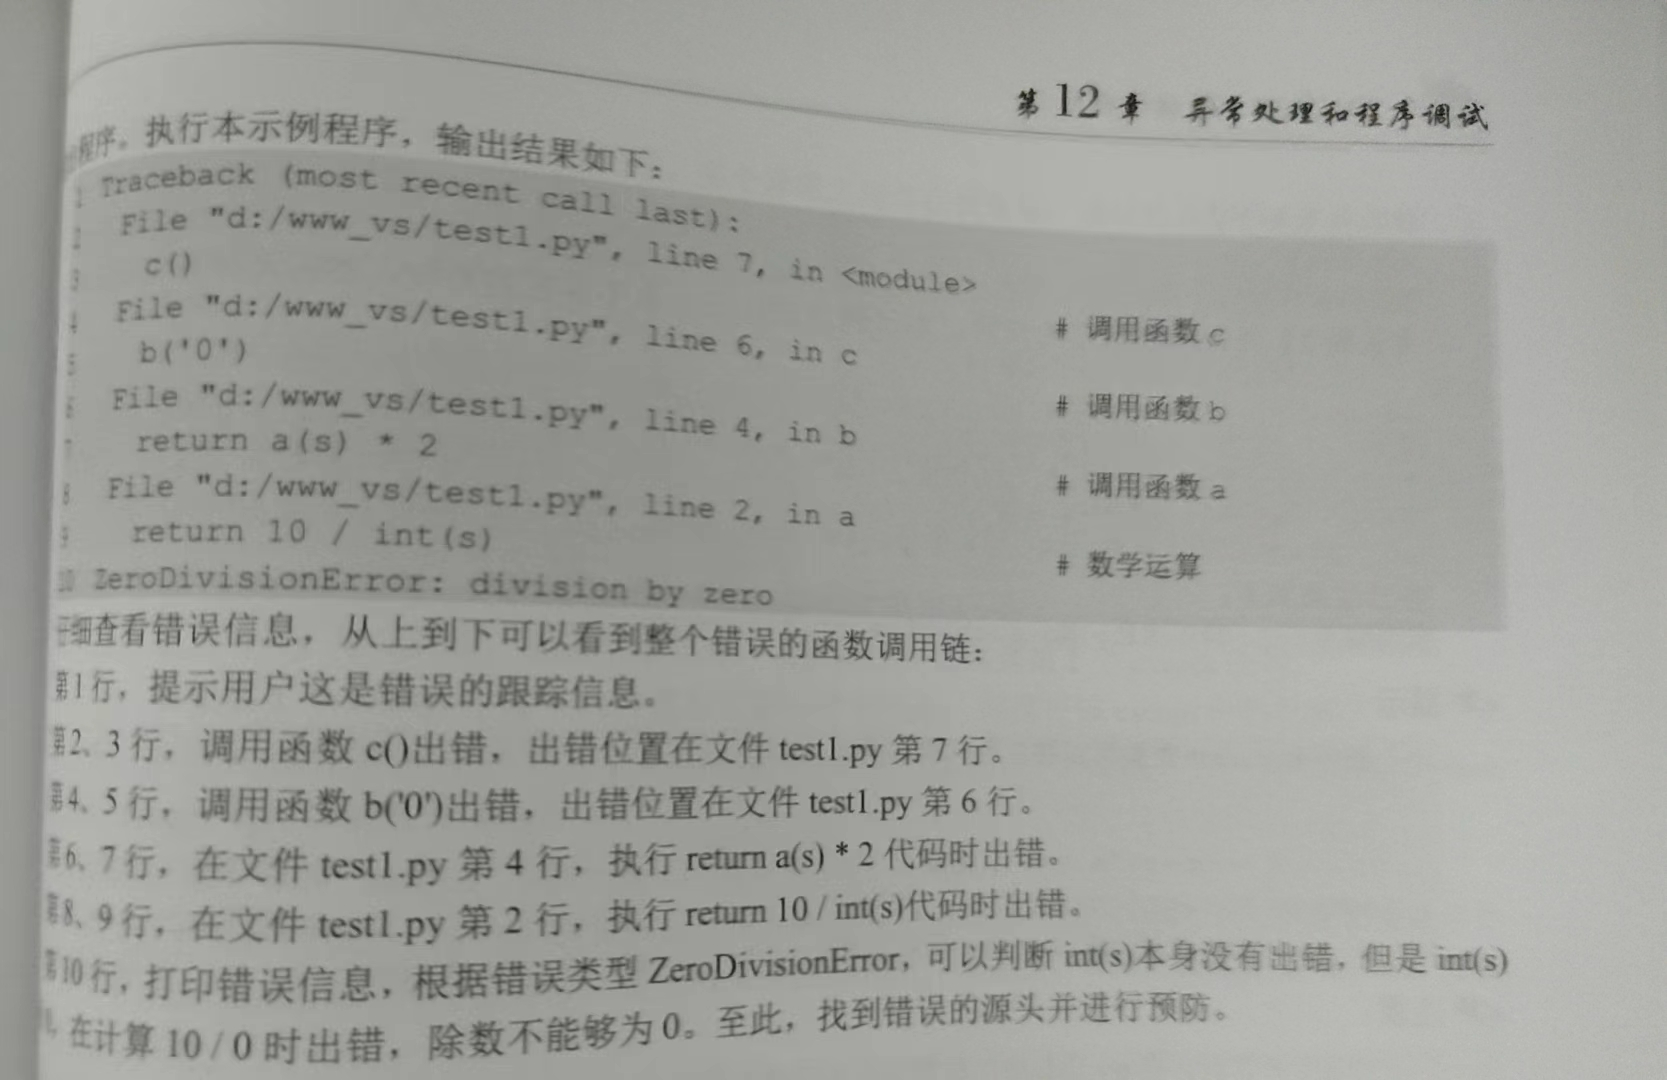 第 12 章 异常处理和程序调试
程序。执行本示例程序，输出结果如下：
1 Traceback (most recent call last):
2 File "d:/www_vs/test1.py", line 7, in <module>
3 c() # 调用函数 c
4 File "d:/www_vs/test1.py", line 6, in c
5 b('0') # 调用函数 b
6 File "d:/www_vs/test1.py", line 4, in b
7 return a(s) * 2 # 调用函数 a
8 File "d:/www_vs/test1.py", line 2, in a
9 return 10 / int(s) # 数学运算
10 ZeroDivisionError: division by zero
仔细查看错误信息，从上到下可以看到整个错误的函数调用链：
第1行，提示用户这是错误的跟踪信息。
第2、3 行，调用函数 c()出错，出错位置在文件 test1.py 第 7 行。
第4、5 行，调用函数 b('0')出错，出错位置在文件 test1.py 第 6 行。
第6、7 行，在文件 test1.py 第 4 行，执行 return a(s) * 2 代码时出错。
第8、9 行，在文件 test1.py 第 2 行，执行 return 10 / int(s)代码时出错。
第10 行，打印错误信息，根据错误类型 ZeroDivisionError，可以判断 int(s)本身没有出错，但是 int(s)
在计算 10 / 0 时出错，除数不能够为 0。至此，找到错误的源头并进行预防。